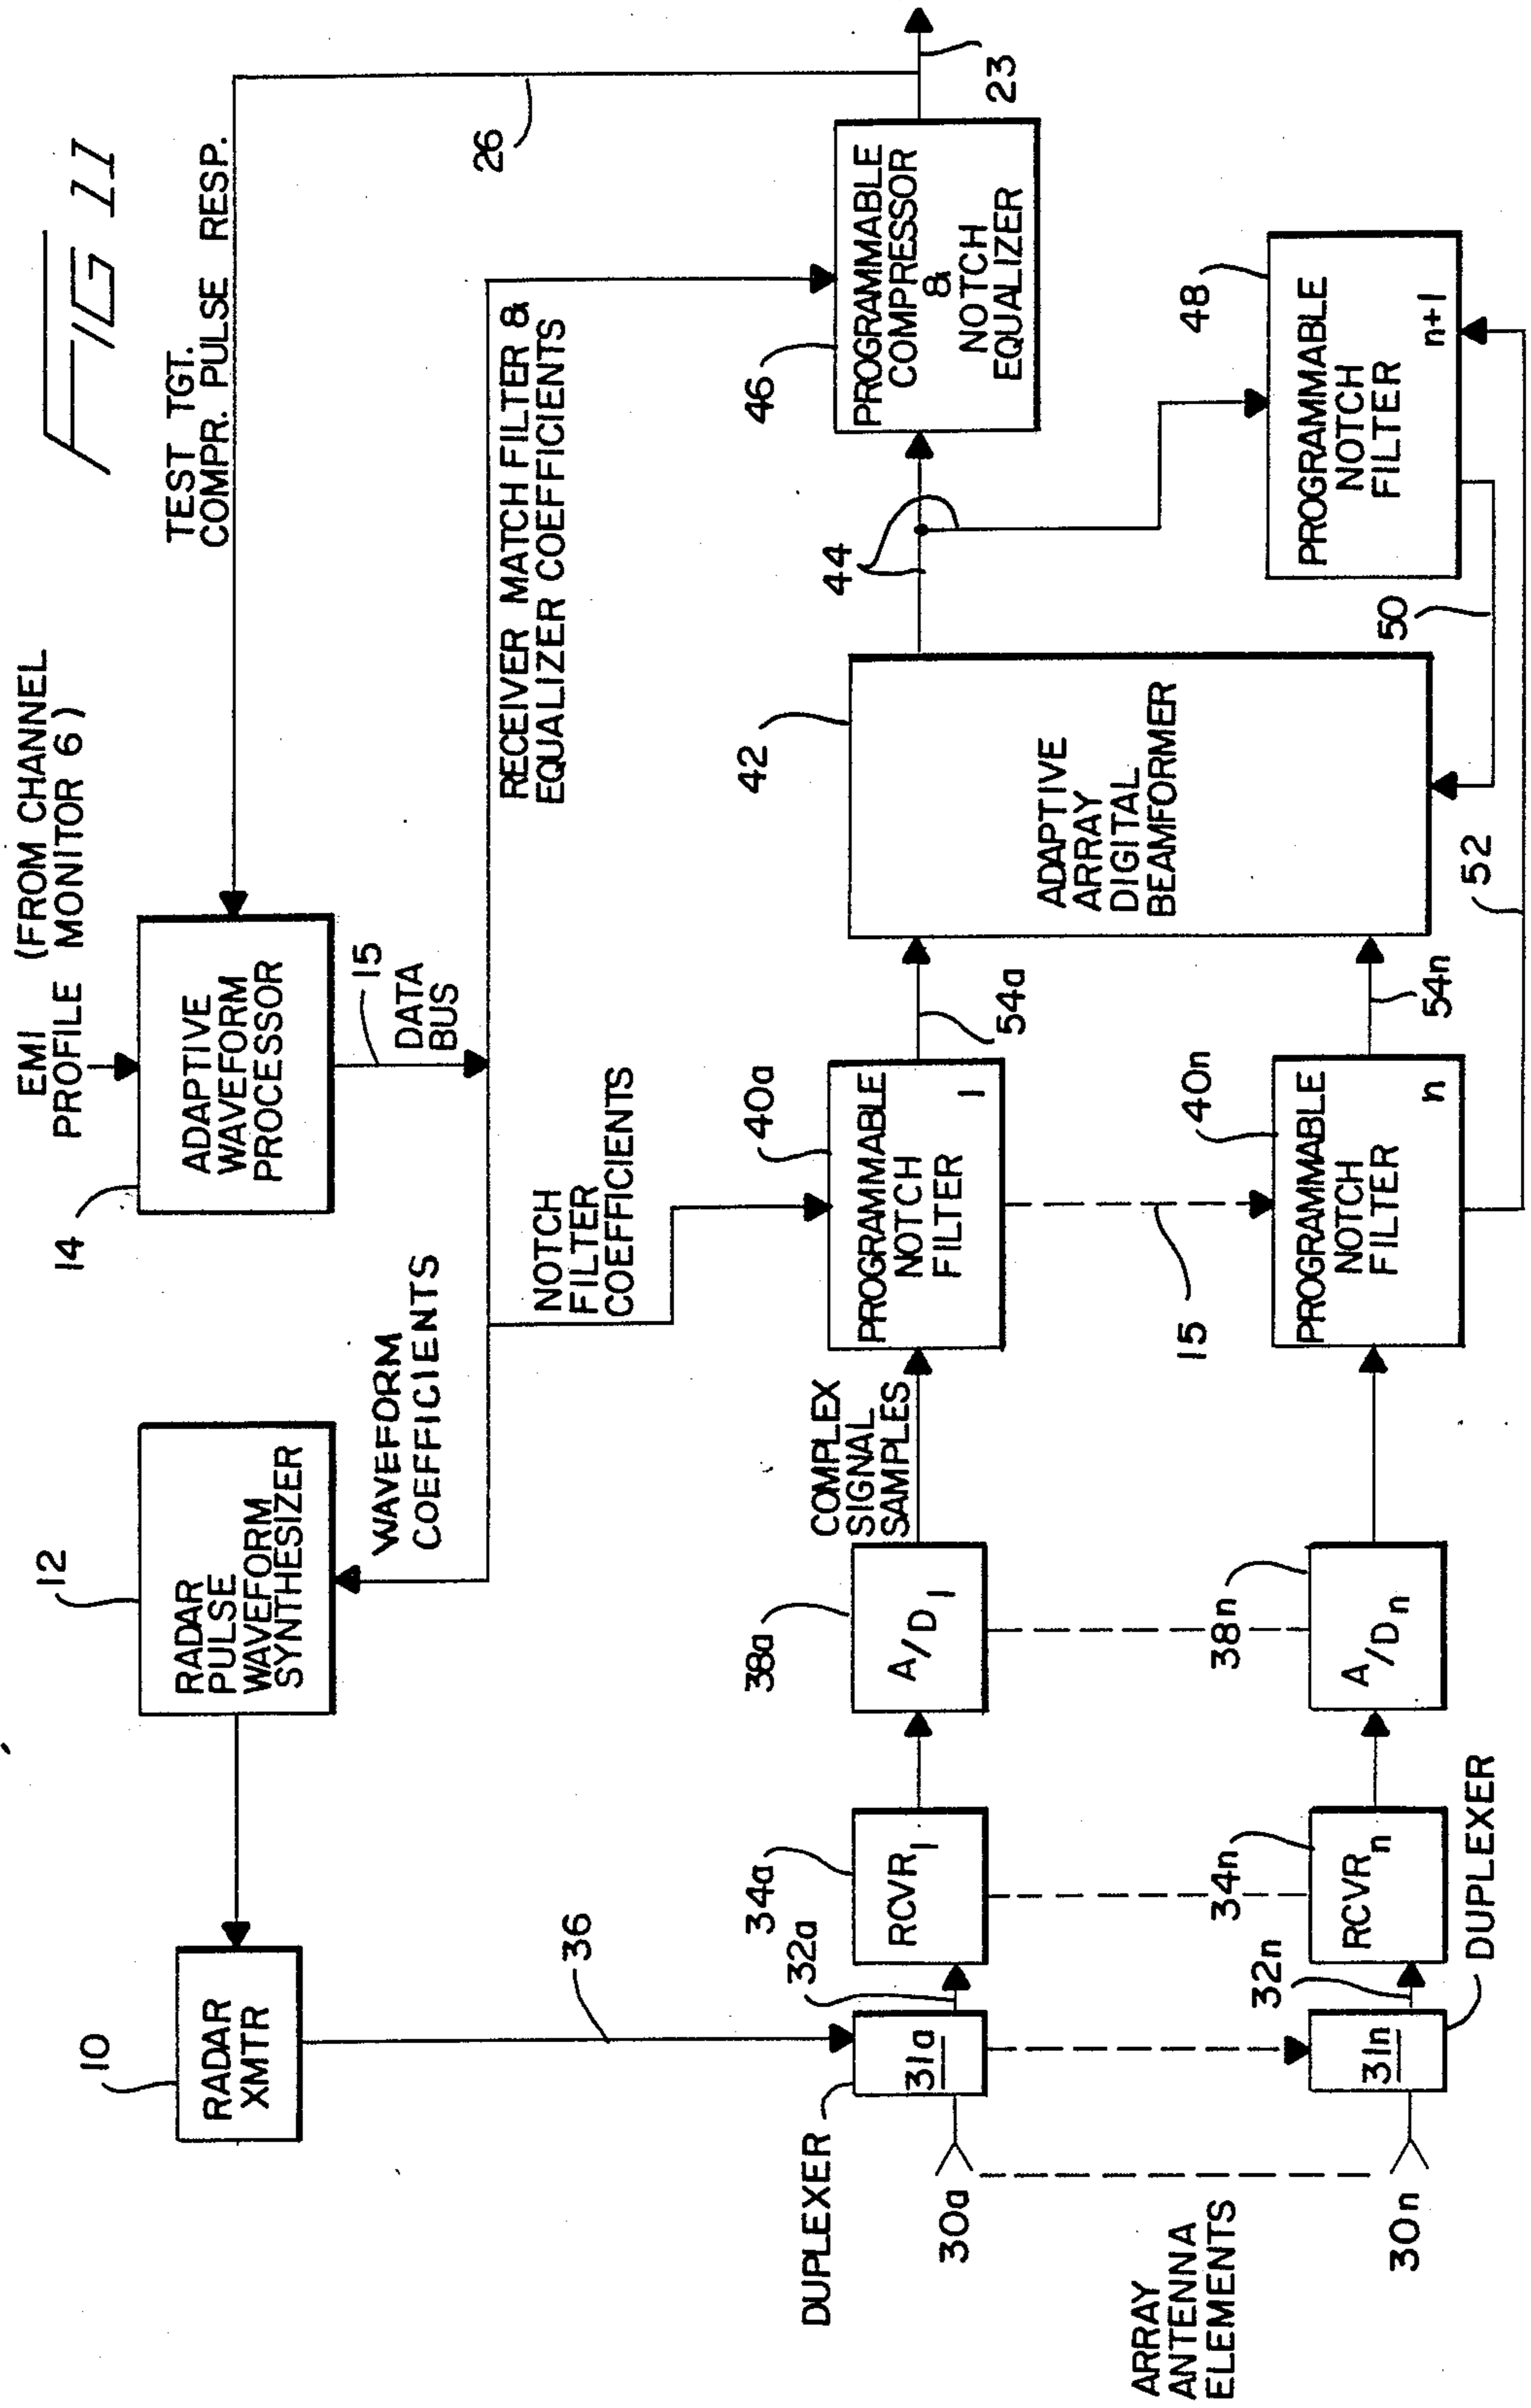 FIG 11
EMI (FROM CHANNEL
PROFILE MONITOR 6)
TEST TGT.
COMPR. PULSE RESP.
10
RADAR
XMTR
12
RADAR
PULSE
WAVEFORM
SYNTHESIZER
14
ADAPTIVE
WAVEFORM
PROCESSOR
15
DATA
BUS
26
WAVEFORM
COEFFICIENTS
NOTCH
FILTER
COEFFICIENTS
RECEIVER MATCH FILTER &
EQUALIZER COEFFICIENTS
36
DUPLEXER
31a
30a
32a
34a
RCVR1
38a
A/D1
COMPLEX
SIGNAL
SAMPLES
40a
PROGRAMMABLE
NOTCH
FILTER
1
54a
42
ADAPTIVE
ARRAY
DIGITAL
BEAMFORMER
44
46
PROGRAMMABLE
COMPRESSOR
&
NOTCH
EQUALIZER
23
ARRAY
ANTENNA
ELEMENTS
30n
31n
32n
DUPLEXER
34n
RCVRn
38n
A/Dn
15
40n
PROGRAMMABLE
NOTCH
FILTER
n
54n
52
50
48
PROGRAMMABLE
NOTCH
FILTER
n+1